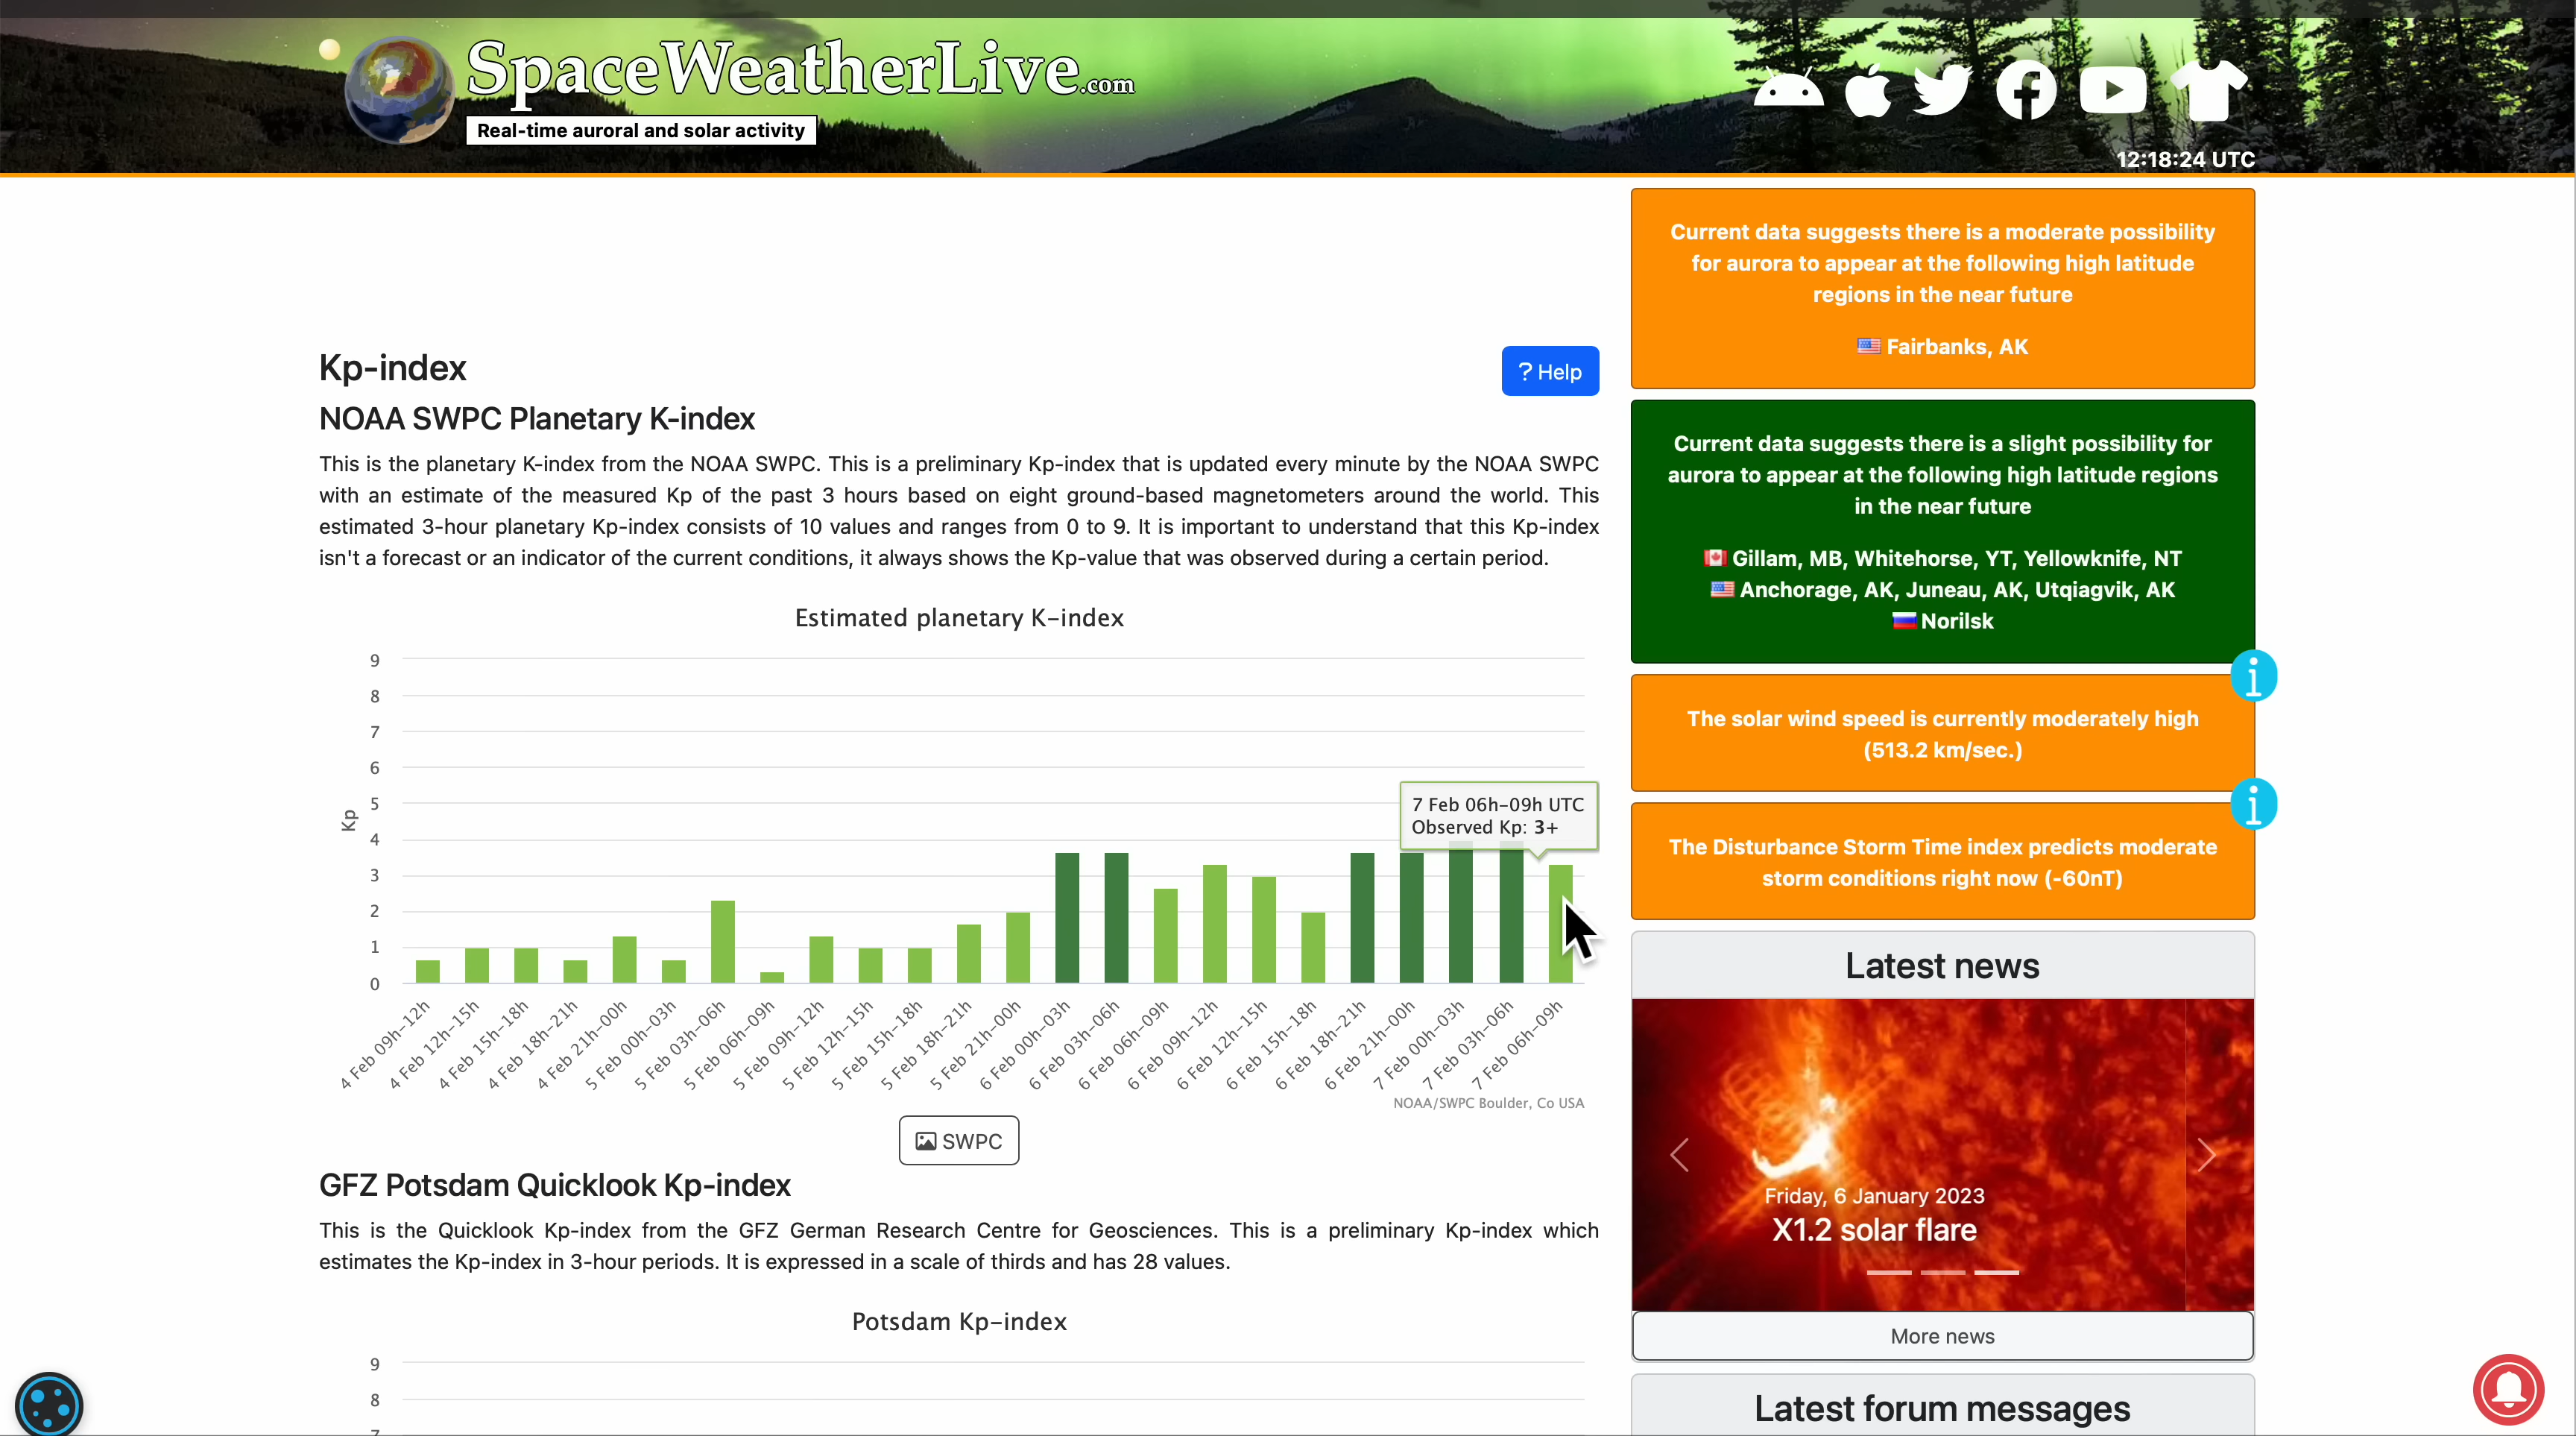 SpaceWeatherLive.com
Real-time auroral and solar activity
12:18:24 UTC
Kp-index
? Help
NOAA SWPC Planetary K-index
This is the planetary K-index from the NOAA SWPC. This is a preliminary Kp-index that is updated every minute by the NOAA SWPC
with an estimate of the measured Kp of the past 3 hours based on eight ground-based magnetometers around the world. This
estimated 3-hour planetary Kp-index consists of 10 values and ranges from 0 to 9. It is important to understand that this Kp-index
isn't a forecast or an indicator of the current conditions, it always shows the Kp-value that was observed during a certain period.
Estimated planetary K-index
9
8
7
6
5
4
3
2
1
0
Kp
7 Feb 06h-09h UTC
Observed Kp: 3+
4 Feb 09h-12h
4 Feb 12h-15h
4 Feb 15h-18h
4 Feb 18h-21h
4 Feb 21h-00h
5 Feb 00h-03h
5 Feb 03h-06h
5 Feb 06h-09h
5 Feb 09h-12h
5 Feb 12h-15h
5 Feb 15h-18h
5 Feb 18h-21h
5 Feb 21h-00h
6 Feb 00h-03h
6 Feb 03h-06h
6 Feb 06h-09h
6 Feb 09h-12h
6 Feb 12h-15h
6 Feb 15h-18h
6 Feb 18h-21h
6 Feb 21h-00h
7 Feb 00h-03h
7 Feb 03h-06h
7 Feb 06h-09h
NOAA/SWPC Boulder, Co USA
SWPC
GFZ Potsdam Quicklook Kp-index
This is the Quicklook Kp-index from the GFZ German Research Centre for Geosciences. This is a preliminary Kp-index which
estimates the Kp-index in 3-hour periods. It is expressed in a scale of thirds and has 28 values.
Potsdam Kp-index
9
8
7
Current data suggests there is a moderate possibility
for aurora to appear at the following high latitude
regions in the near future
Fairbanks, AK
Current data suggests there is a slight possibility for
aurora to appear at the following high latitude regions
in the near future
Gillam, MB, Whitehorse, YT, Yellowknife, NT
Anchorage, AK, Juneau, AK, Utqiagvik, AK
Norilsk
i
The solar wind speed is currently moderately high
(513.2 km/sec.)
i
The Disturbance Storm Time index predicts moderate
storm conditions right now (-60nT)
Latest news
Friday, 6 January 2023
X1.2 solar flare
More news
Latest forum messages